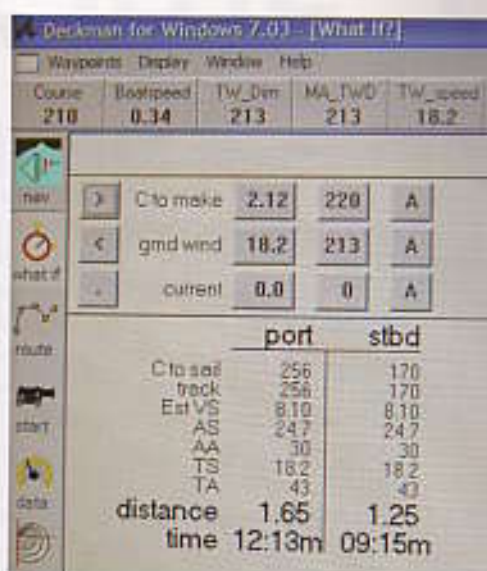 Deckman for Windows 7.03 - [What If?]
Waypoints Display Window Help
Course Boatspeed TW_Dirn MA_TWD TW_speed
210 0.34 213 213 18.2
nav
> C to make 2.12 220 A
what if
< gmd wind 18.2 213 A
. current 0.0 0 A
route
port stbd
C to sail 256 170
track 256 170
start
Est VS 8.10 8.10
AS 24.7 24.7
AA 30 30
TS 18.2 18.2
data
TA 43 43
distance 1.65 1.25
time 12:13m 09:15m